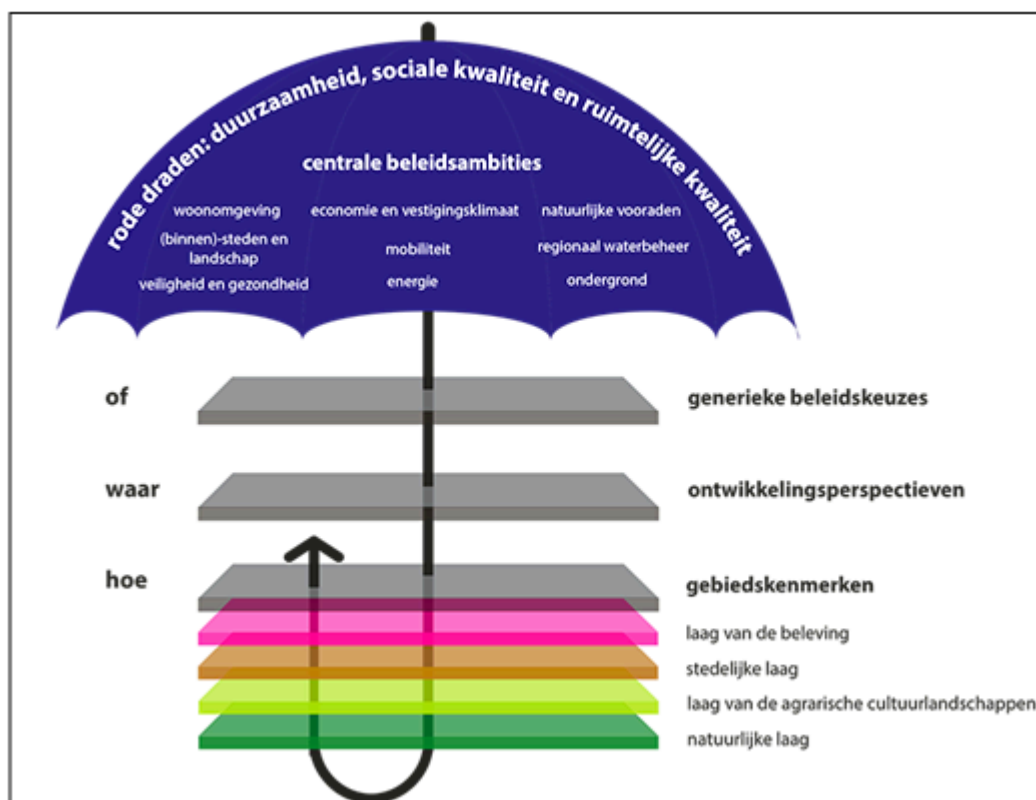 rode draden: duurzaamheid, sociale kwaliteit en ruimtelijke kwaliteit
centrale beleidsambities
woonomgeving
(binnen)-steden en
landschap
veiligheid en gezondheid
economie en vestigingsklimaat
mobiliteit
energie
natuurlijke vooraden
regionaal waterbeheer
ondergrond
of
generieke beleidskeuzes
waar
ontwikkelingsperspectieven
hoe
gebiedskenmerken
laag van de beleving
stedelijke laag
laag van de agrarische cultuurlandschappen
natuurlijke laag